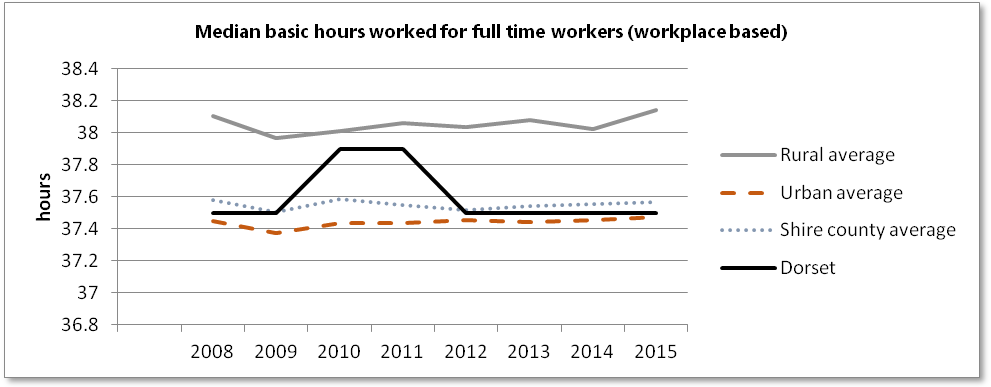 Median basic hours worked for full time workers (workplace based)
hours
38.4
38.2
38
37.8
37.6
37.4
37.2
37
36.8
2008 2009 2010 2011 2012 2013 2014 2015
Rural average
Urban average
Shire county average
Dorset